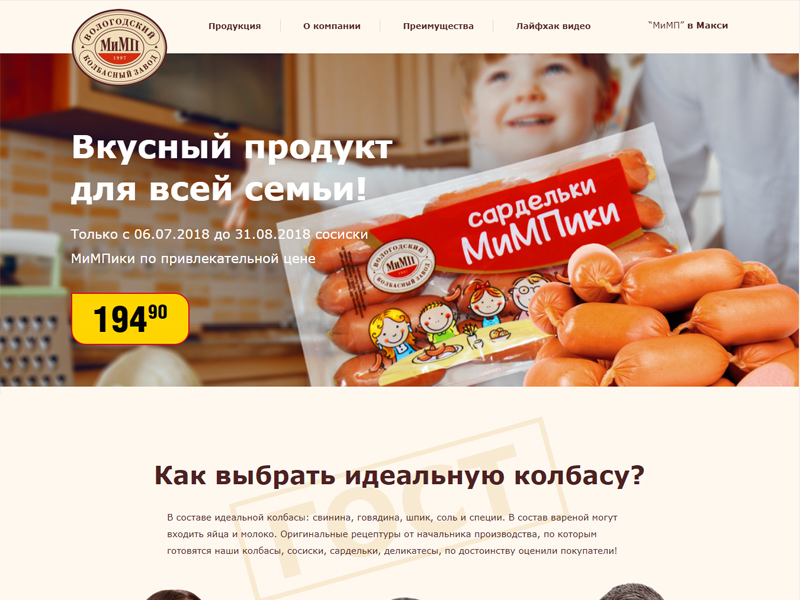 ВОЛОГОДСКИЙ
МиМП
1997
КОЛБАСНЫЙ ЗАВОД
Продукция
О компании
Преимущества
Лайфхак видео
“МиМП” в Макси
Вкусный продукт
для всей семьи!
Только с 06.07.2018 до 31.08.2018 сосиски
МиМПики по привлекательной цене
194⁹⁰
сардельки
МиМПики
ВОЛОГОДСКИЙ
МиМП
1997
КОЛБАСНЫЙ ЗАВОД
ГОСТ
Как выбрать идеальную колбасу?
В составе идеальной колбасы: свинина, говядина, шпик, соль и специи. В состав вареной могут
входить яйца и молоко. Оригинальные рецептуры от начальника производства, по которым
готовятся наши колбасы, сосиски, сардельки, деликатесы, по достоинству оценили покупатели!